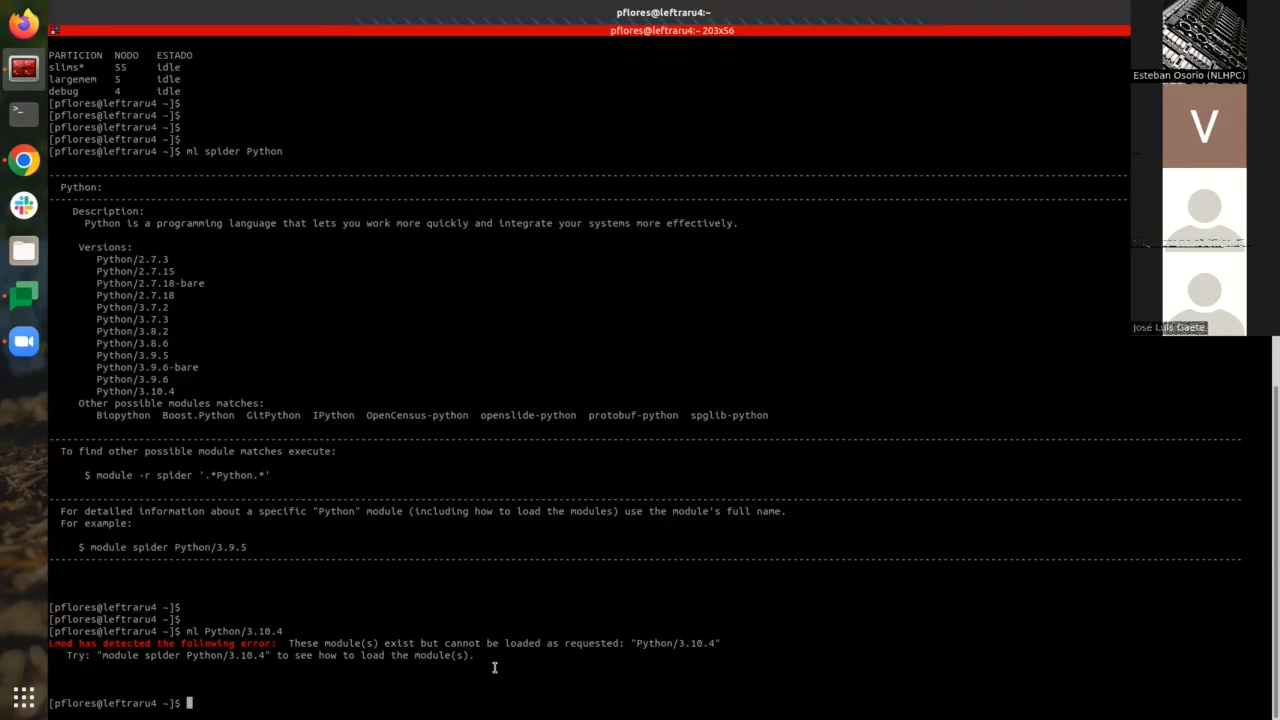 pflores@leftraru4:~
pflores@leftraru4:~ 203x56
PARTICION  NODO   ESTADO
slims*     55     idle
largemem   5      idle
debug      4      idle
[pflores@leftraru4 ~]$
[pflores@leftraru4 ~]$
[pflores@leftraru4 ~]$
[pflores@leftraru4 ~]$
[pflores@leftraru4 ~]$ ml spider Python
Python:
Description:
Python is a programming language that lets you work more quickly and integrate your systems more effectively.
Versions:
Python/2.7.3
Python/2.7.15
Python/2.7.18-bare
Python/2.7.18
Python/3.7.2
Python/3.7.3
Python/3.8.2
Python/3.8.6
Python/3.9.5
Python/3.9.6-bare
Python/3.9.6
Python/3.10.4
Other possible modules matches:
Biopython  Boost.Python  GitPython  IPython  OpenCensus-python  openslide-python  protobuf-python  spglib-python
To find other possible module matches execute:
$ module -r spider '.*Python.*'
For detailed information about a specific "Python" module (including how to load the modules) use the module's full name.
For example:
$ module spider Python/3.9.5
[pflores@leftraru4 ~]$
[pflores@leftraru4 ~]$
[pflores@leftraru4 ~]$ ml Python/3.10.4
Lmod has detected the following error:  These module(s) exist but cannot be loaded as requested: "Python/3.10.4"
Try: "module spider Python/3.10.4" to see how to load the module(s).
[pflores@leftraru4 ~]$
Esteban Osorio (NLHPC)
V
José Luis Gaete